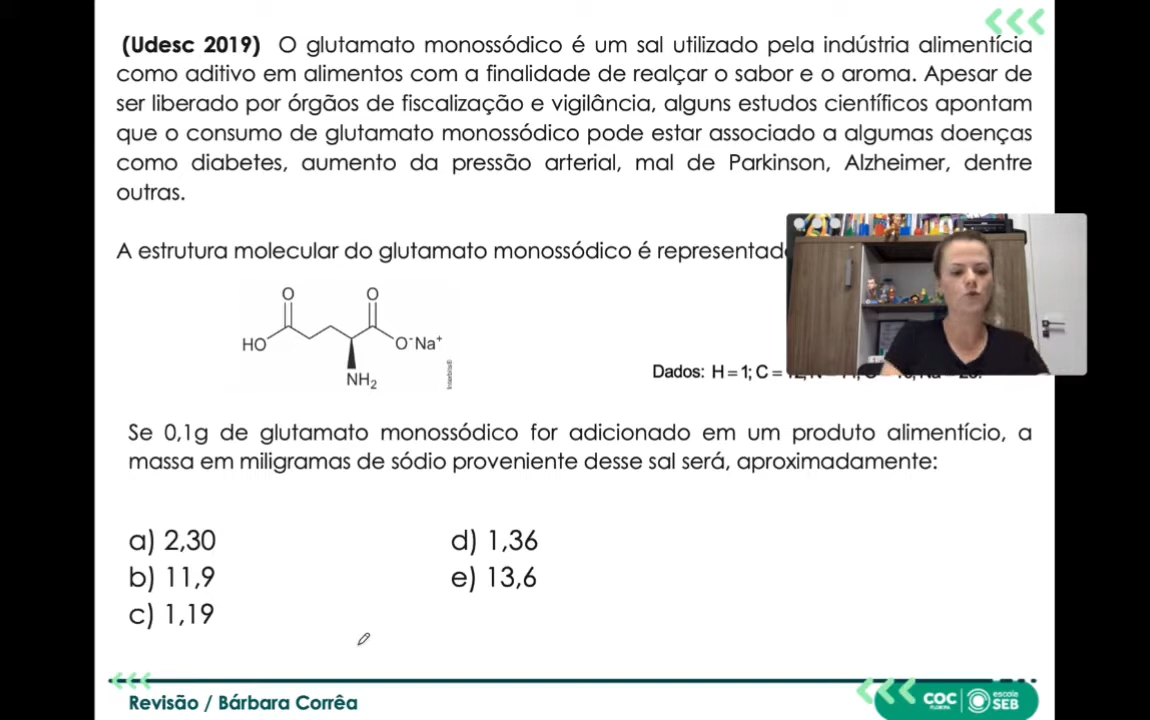 (Udesc 2019) O glutamato monossódico é um sal utilizado pela indústria alimentícia
como aditivo em alimentos com a finalidade de realçar o sabor e o aroma. Apesar de
ser liberado por órgãos de fiscalização e vigilância, alguns estudos científicos apontam
que o consumo de glutamato monossódico pode estar associado a algumas doenças
como diabetes, aumento da pressão arterial, mal de Parkinson, Alzheimer, dentre
outras.
A estrutura molecular do glutamato monossódico é
O O
HO O⁻Na⁺
NH₂
Dados: H = 1; C =
Se 0,1g de glutamato monossódico for adicionado em um produto alimentício, a
massa em miligramas de sódio proveniente desse sal será, aproximadamente:
a) 2,30
b) 11,9
c) 1,19
d) 1,36
e) 13,6
Revisão / Bárbara Corrêa
COC
escola
SEB